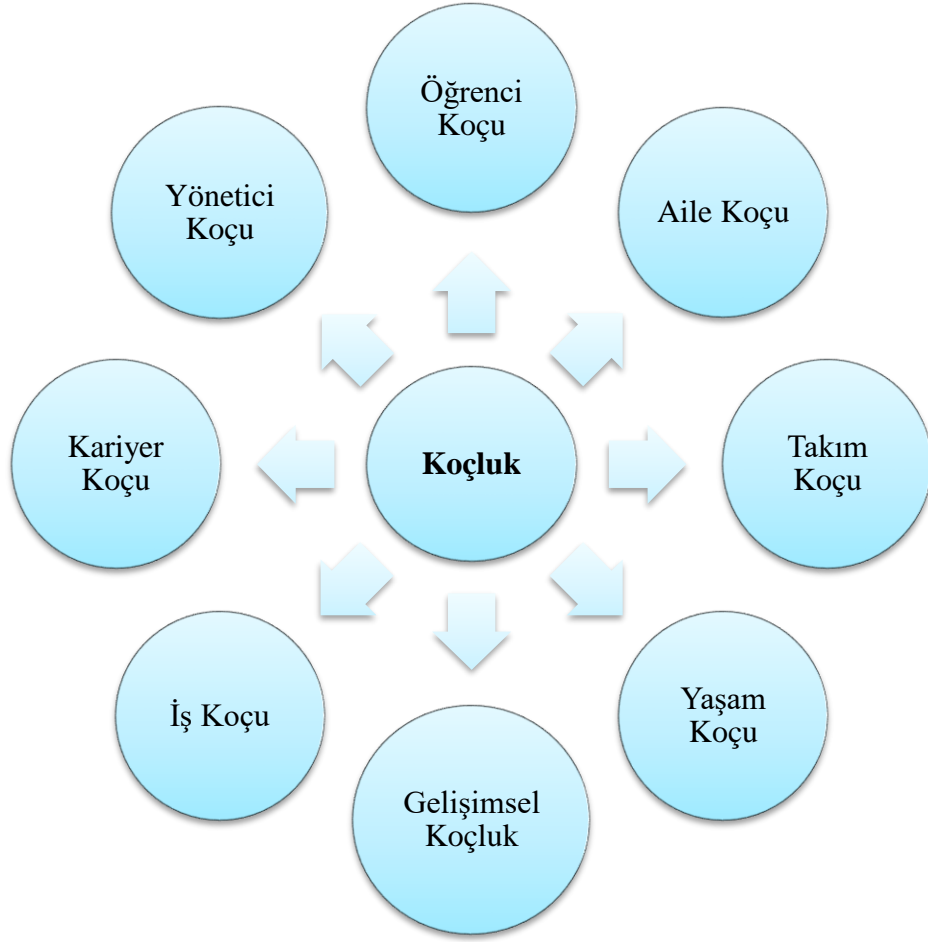 Öğrenci
Koçu
Yönetici
Koçu
Aile Koçu
Kariyer
Koçu
Koçluk
Takım
Koçu
İş Koçu
Yaşam
Koçu
Gelişimsel
Koçluk